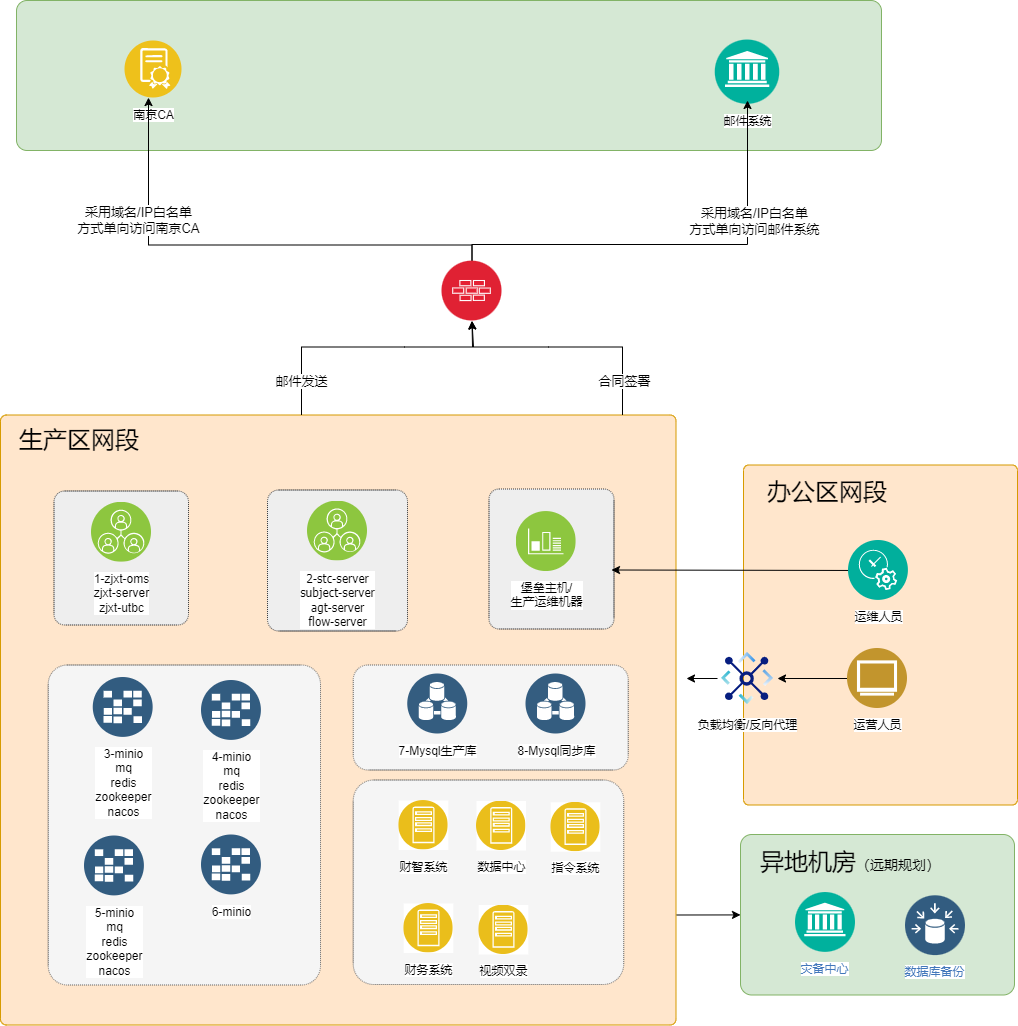 南京CA
邮件系统
采用域名/IP白名单
方式单向访问南京CA
采用域名/IP白名单
方式单向访问邮件系统
邮件发送
合同签署
生产区网段
1-zjxt-oms
zjxt-server
zjxt-utbc
2-stc-server
subject-server
agt-server
flow-server
堡垒主机/
生产运维机器
办公区网段
运维人员
负载均衡/反向代理
运营人员
3-minio
mq
redis
zookeeper
nacos
4-minio
mq
redis
zookeeper
nacos
5-minio
mq
redis
zookeeper
nacos
6-minio
7-Mysql生产库
8-Mysql同步库
财智系统
数据中心
指令系统
财务系统
视频双录
异地机房（远期规划）
灾备中心
数据库备份